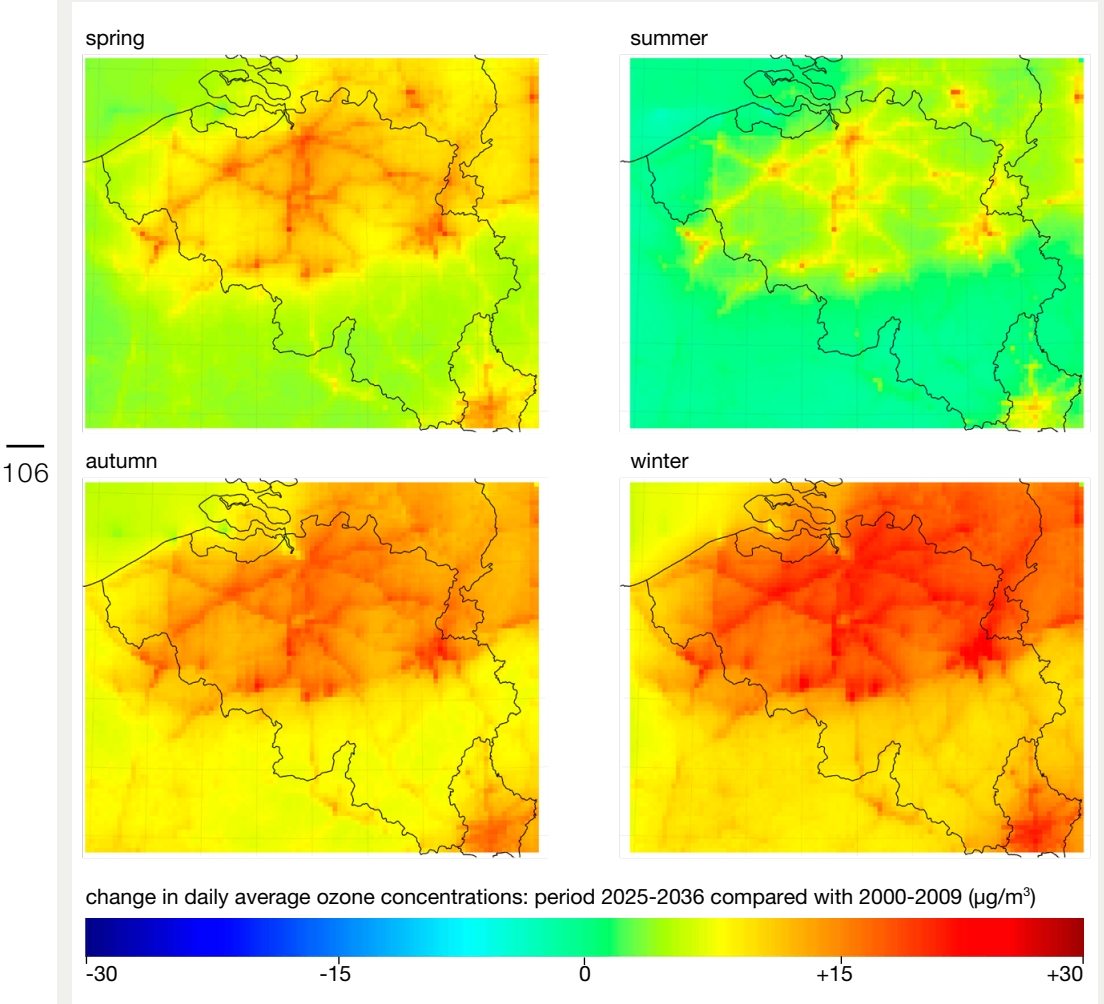 spring
summer
autumn
winter
106
change in daily average ozone concentrations: period 2025-2036 compared with 2000-2009 (µg/m³)
-30
-15
0
+15
+30